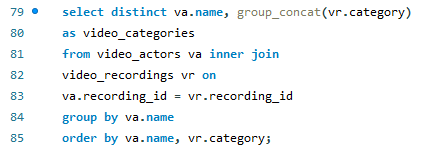 79 select distinct va.name, group_concat(vr.category)
80 as video_categories
81 from video_actors va inner join
82 video_recordings vr on
83 va.recording_id = vr.recording_id
84 group by va.name
85 order by va.name, vr.category;